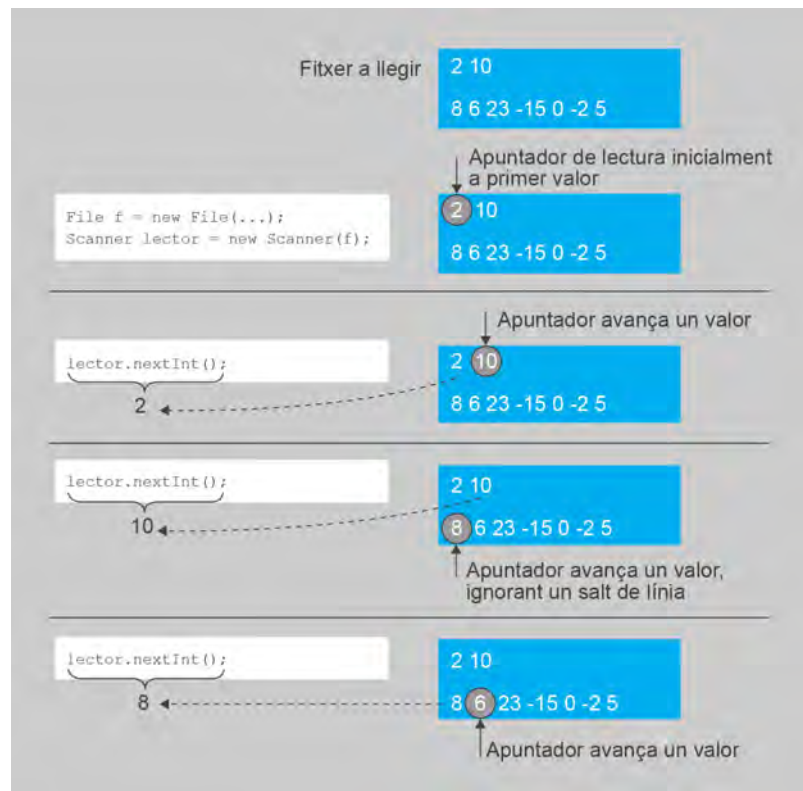 Fitxer a llegir
2 10
8 6 23 -15 0 -2 5
Apuntador de lectura inicialment
a primer valor
File f = new File(...);
Scanner lector = new Scanner(f);
2 10
8 6 23 -15 0 -2 5
Apuntador avança un valor
lector.nextInt();
2
2 10
8 6 23 -15 0 -2 5
lector.nextInt();
10
2 10
8 6 23 -15 0 -2 5
Apuntador avança un valor,
ignorant un salt de línia
lector.nextInt();
8
2 10
8 6 23 -15 0 -2 5
Apuntador avança un valor